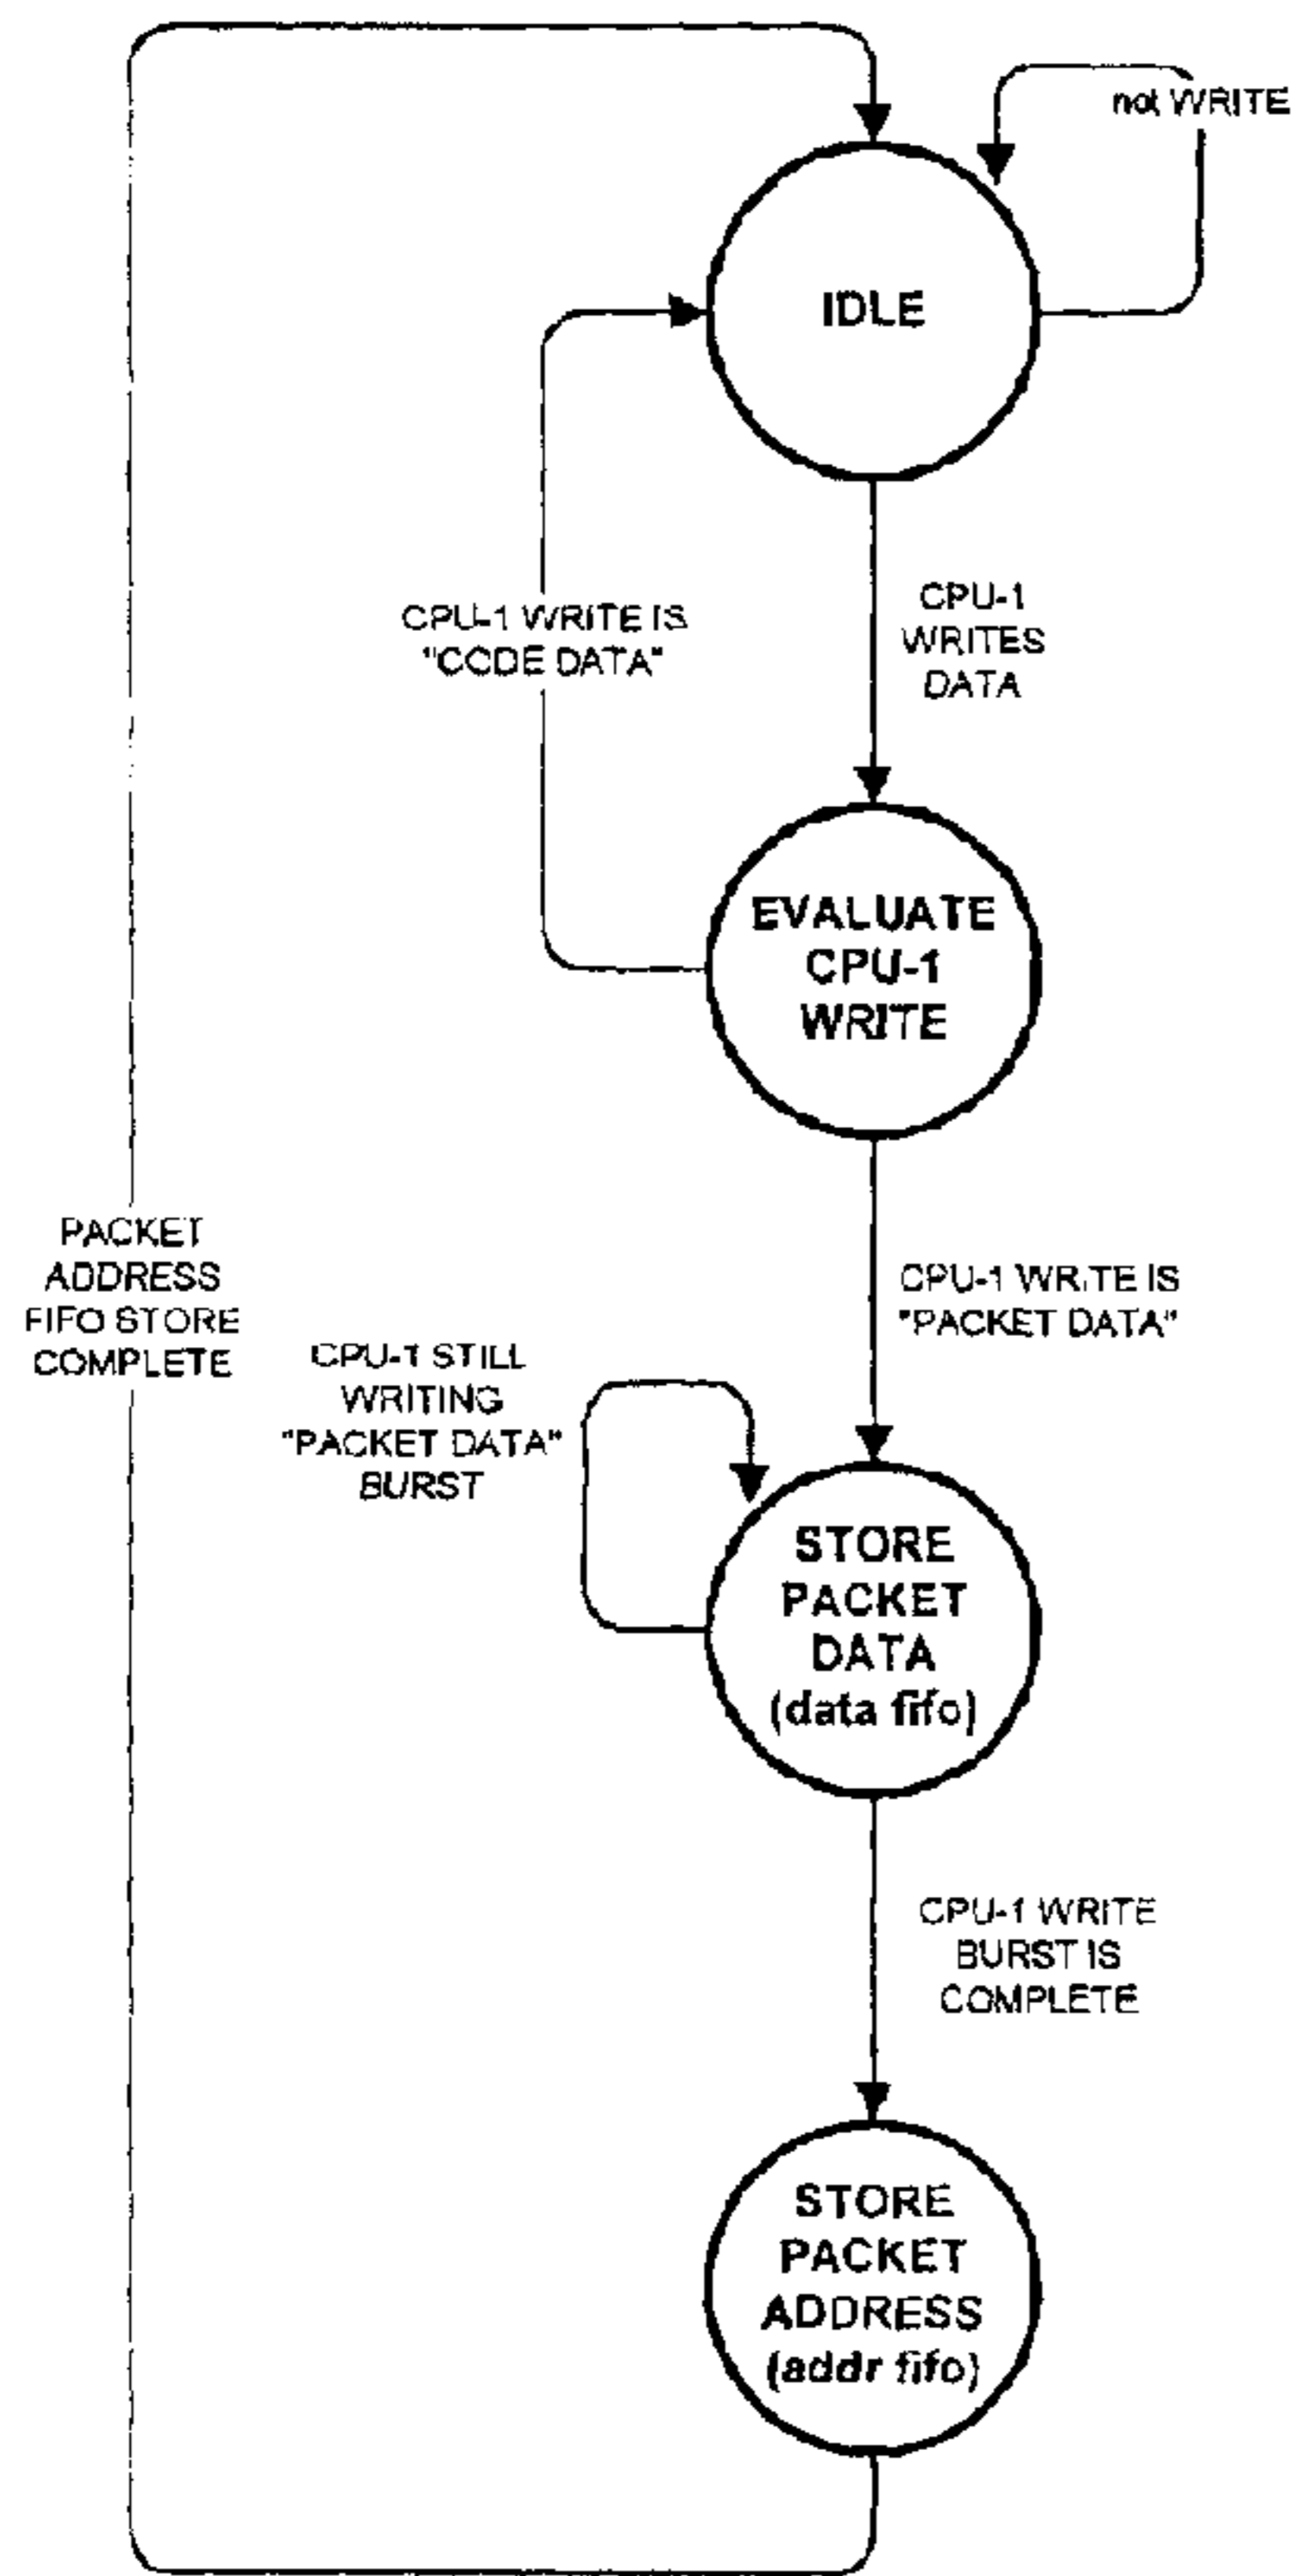 not WRITE
IDLE
CPU-1
WRITES
DATA
CPU-1 WRITE IS
"CODE DATA"
EVALUATE
CPU-1
WRITE
PACKET
ADDRESS
FIFO STORE
COMPLETE
CPU-1 WRITE IS
"PACKET DATA"
CPU-1 STILL
WRITING
"PACKET DATA"
BURST
STORE
PACKET
DATA
(data fifo)
CPU-1 WRITE
BURST IS
COMPLETE
STORE
PACKET
ADDRESS
(addr fifo)